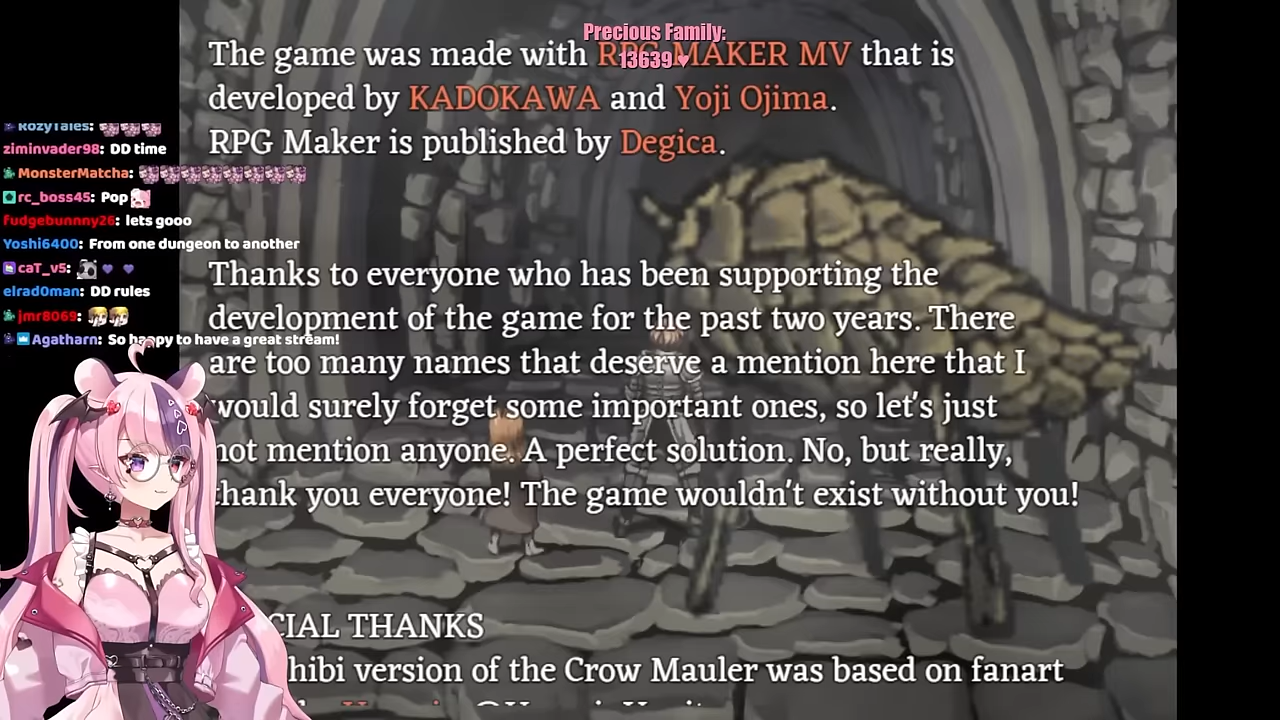 Precious Family:
13639 ♥
The game was made with RPG MAKER MV that is
developed by KADOKAWA and Yoji Ojima.
RPG Maker is published by Degica.
RozyTales:
ziminvader98: DD time
MonsterMatcha:
rc_boss45: Pop
fudgebunnny26: lets gooo
Yoshi6400: From one dungeon to another
caT_v5:
elrad0man: DD rules
jmr8069:
Agatharn: So happy to have a great stream!
Thanks to everyone who has been supporting the
development of the game for the past two years. There
are too many names that deserve a mention here that I
would surely forget some important ones, so let's just
not mention anyone. A perfect solution. No, but really,
thank you everyone! The game wouldn't exist without you!
CIAL THANKS
hibi version of the Crow Mauler was based on fanart